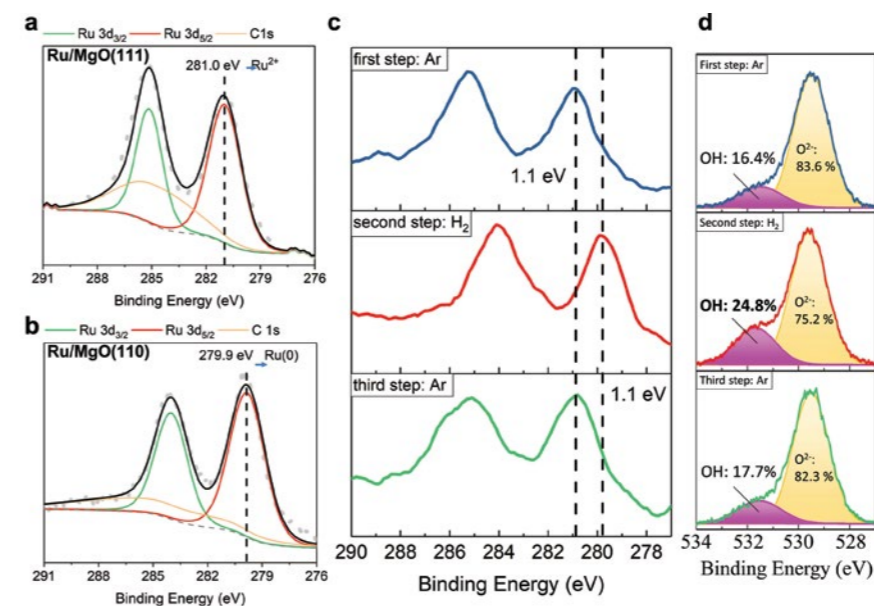 a
Ru 3d3/2 Ru 3d5/2 C1s
Ru/MgO(111)
281.0 eV Ru2+
291 288 285 282 279 276
Binding Energy (eV)
b
Ru 3d3/2 Ru 3d5/2 C 1s
Ru/MgO(110)
279.9 eV Ru(0)
291 288 285 282 279 276
Binding Energy (eV)
c
first step: Ar
1.1 eV
second step: H2
third step: Ar
1.1 eV
290 288 286 284 282 280 278
Binding Energy (eV)
d
First step: Ar
OH: 16.4%
O2-:
83.6 %
Second step: H2
OH: 24.8%
O2-:
75.2 %
Third step: Ar
OH: 17.7%
O2-:
82.3 %
534 532 530 528
Binding Energy (eV)